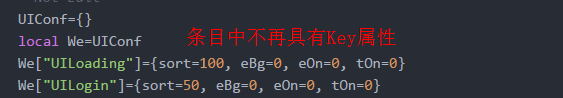 UIConf={}
local We=UIConf
条目中不再具有Key属性
We["UILoading"]={sort=100, eBg=0, eOn=0, tOn=0}
We["UILogin"]={sort=50, eBg=0, eOn=0, tOn=0}